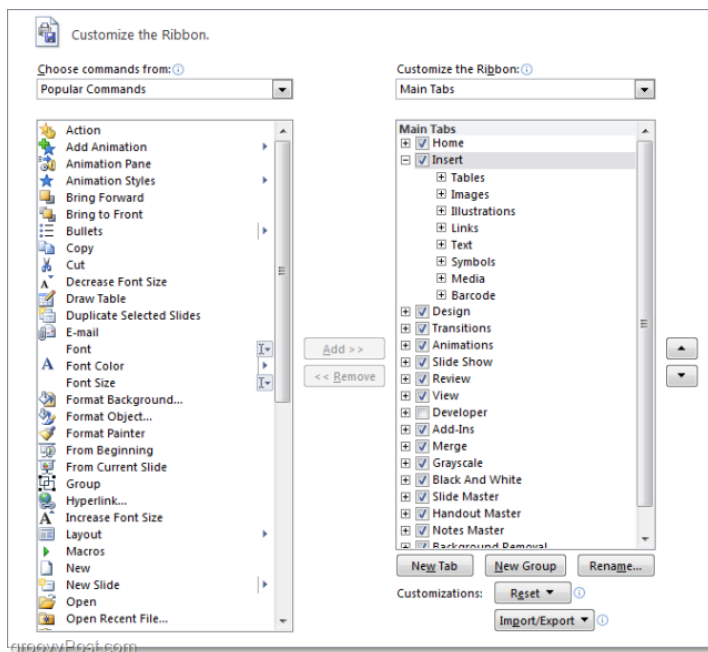 Customize the Ribbon.
Choose commands from:
Popular Commands
Action
Add Animation
Animation Pane
Animation Styles
Bring Forward
Bring to Front
Bullets
Copy
Cut
Decrease Font Size
Draw Table
Duplicate Selected Slides
E-mail
Font
Font Color
Font Size
Format Background...
Format Object...
Format Painter
From Beginning
From Current Slide
Group
Hyperlink...
Increase Font Size
Layout
Macros
New
New Slide
Open
Open Recent File...
Add >>
<< Remove
Customize the Ribbon:
Main Tabs
Main Tabs
Home
Insert
Tables
Images
Illustrations
Links
Text
Symbols
Media
Barcode
Design
Transitions
Animations
Slide Show
Review
View
Developer
Add-Ins
Merge
Grayscale
Black And White
Slide Master
Handout Master
Notes Master
Background Removal
New Tab
New Group
Rename...
Customizations:
Reset
Import/Export
groovyPost.com